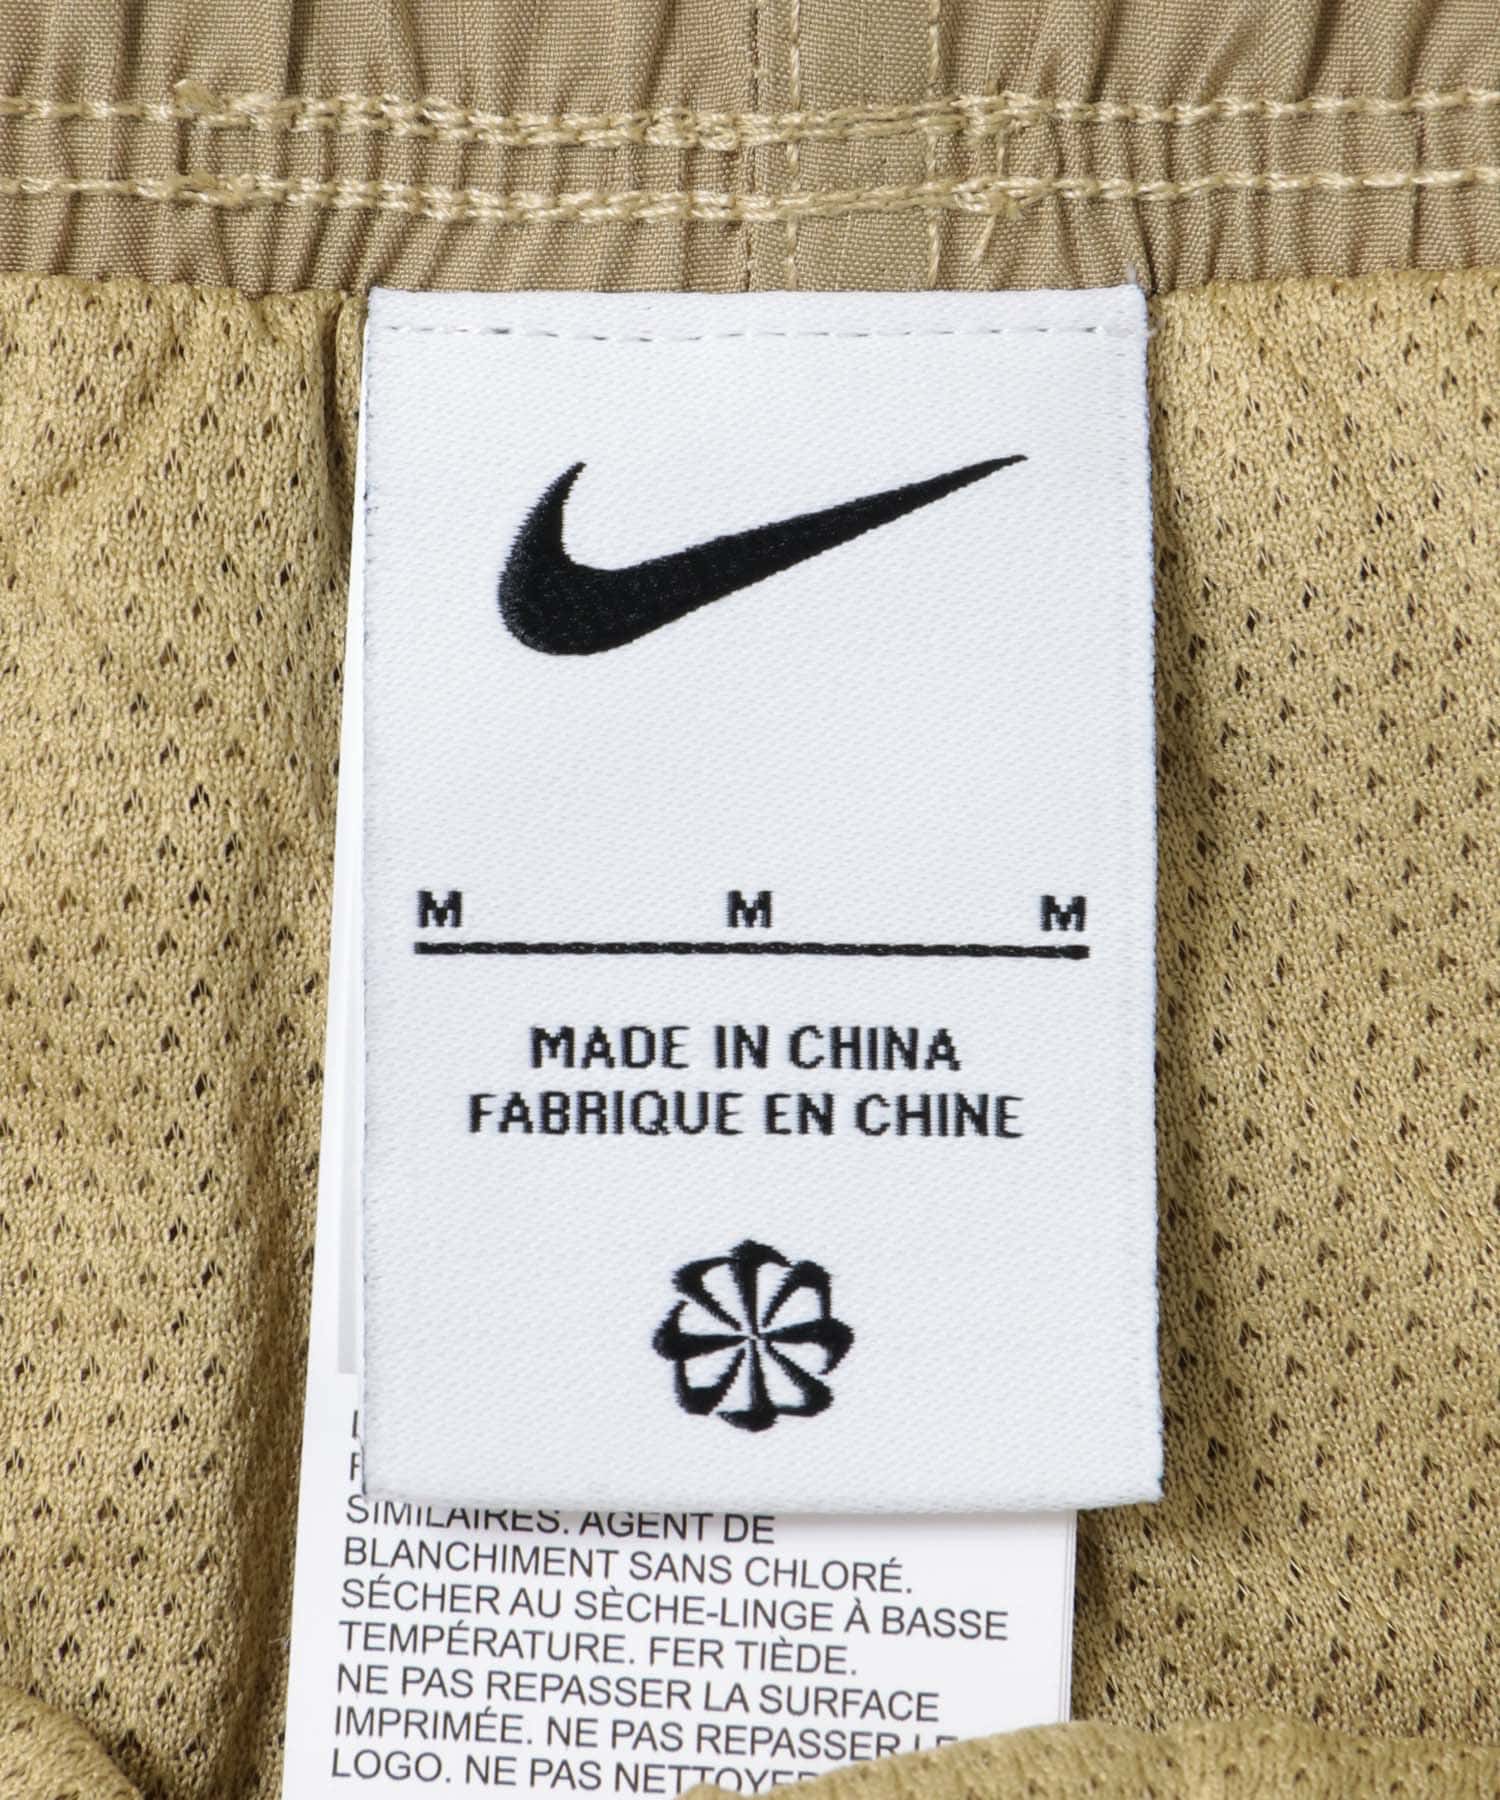 M M M
MADE IN CHINA
FABRIQUE EN CHINE
SIMILAIRES. AGENT DE
BLANCHIMENT SANS CHLORÉ.
SÉCHER AU SÈCHE-LINGE À BASSE
TEMPÉRATURE. FER TIÈDE.
NE PAS REPASSER LA SURFACE
IMPRIMÉE. NE PAS REPASSER LE
LOGO. NE PAS NETTOYER